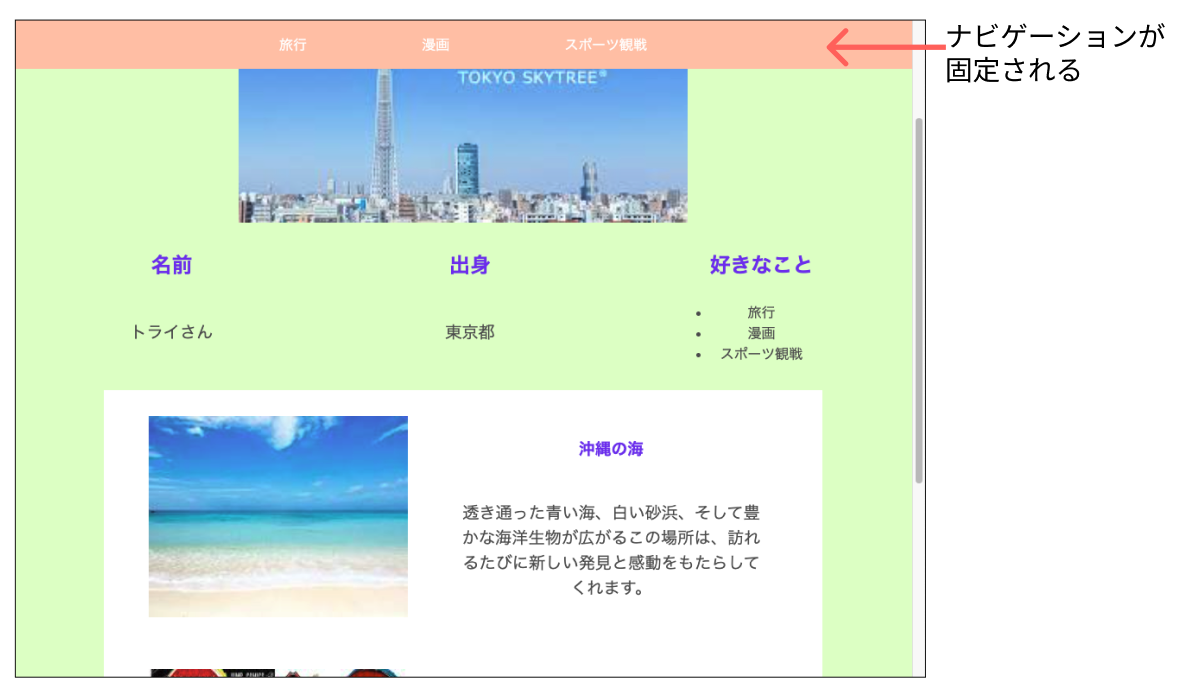 旅行 漫画 スポーツ観戦
ナビゲーションが
固定される
TOKYO SKYTREE®
名前 出身 好きなこと
トライさん 東京都
• 旅行
• 漫画
• スポーツ観戦
沖縄の海
透き通った青い海、白い砂浜、そして豊
かな海洋生物が広がるこの場所は、訪れ
るたびに新しい発見と感動をもたらして
くれます。